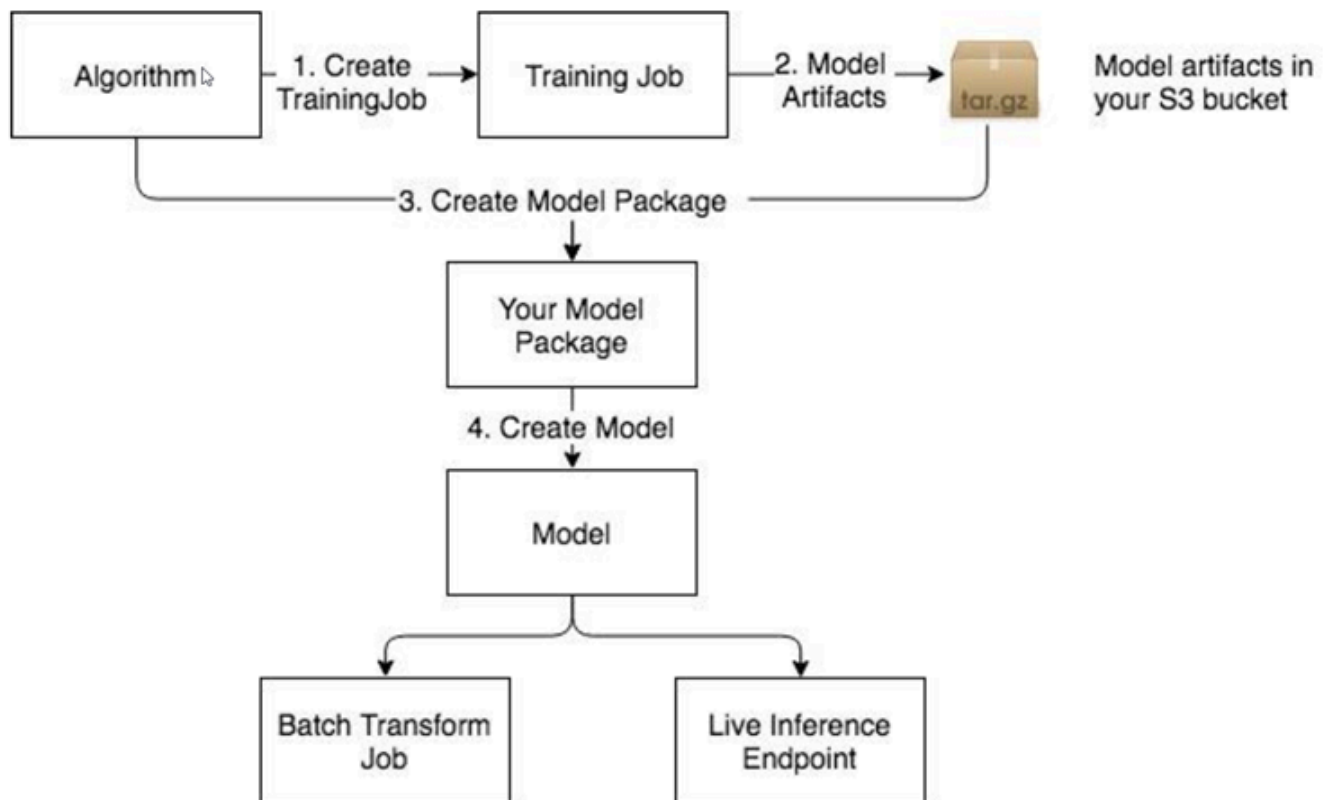 Algorithm
1. Create
TrainingJob
Training Job
2. Model
Artifacts
tar.gz
Model artifacts in
your S3 bucket
3. Create Model Package
Your Model
Package
4. Create Model
Model
Batch Transform
Job
Live Inference
Endpoint